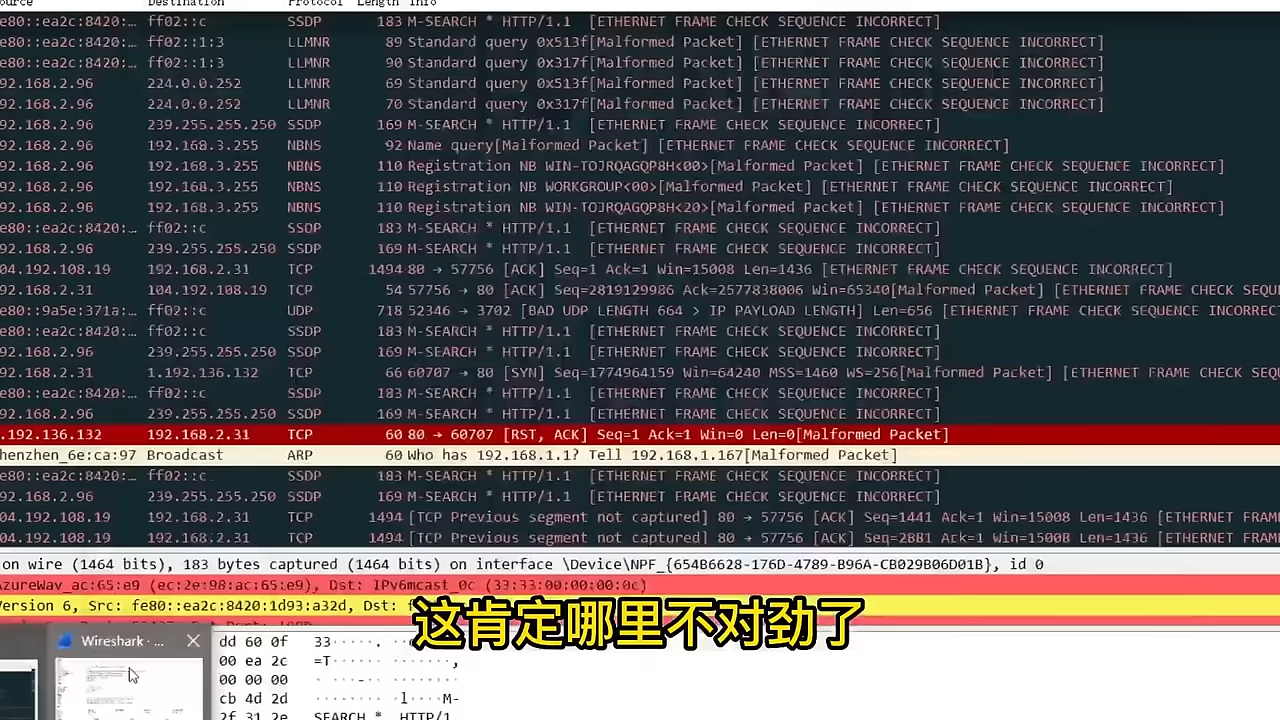 ource Destination Protocol Length Info
e80::ea2c:8420:… ff02::c SSDP 183 M-SEARCH * HTTP/1.1 [ETHERNET FRAME CHECK SEQUENCE INCORRECT]
e80::ea2c:8420:… ff02::1:3 LLMNR 89 Standard query 0x513f[Malformed Packet] [ETHERNET FRAME CHECK SEQUENCE INCORRECT]
e80::ea2c:8420:… ff02::1:3 LLMNR 90 Standard query 0x317f[Malformed Packet] [ETHERNET FRAME CHECK SEQUENCE INCORRECT]
92.168.2.96 224.0.0.252 LLMNR 69 Standard query 0x513f[Malformed Packet] [ETHERNET FRAME CHECK SEQUENCE INCORRECT]
92.168.2.96 224.0.0.252 LLMNR 70 Standard query 0x317f[Malformed Packet] [ETHERNET FRAME CHECK SEQUENCE INCORRECT]
92.168.2.96 239.255.255.250 SSDP 169 M-SEARCH * HTTP/1.1 [ETHERNET FRAME CHECK SEQUENCE INCORRECT]
92.168.2.96 192.168.3.255 NBNS 92 Name query[Malformed Packet] [ETHERNET FRAME CHECK SEQUENCE INCORRECT]
92.168.2.96 192.168.3.255 NBNS 110 Registration NB WIN-TOJRQAGQP8H<00>[Malformed Packet] [ETHERNET FRAME CHECK SEQUENCE INCORRECT]
92.168.2.96 192.168.3.255 NBNS 110 Registration NB WORKGROUP<00>[Malformed Packet] [ETHERNET FRAME CHECK SEQUENCE INCORRECT]
92.168.2.96 192.168.3.255 NBNS 110 Registration NB WIN-TOJRQAGQP8H<20>[Malformed Packet] [ETHERNET FRAME CHECK SEQUENCE INCORRECT]
e80::ea2c:8420:… ff02::c SSDP 183 M-SEARCH * HTTP/1.1 [ETHERNET FRAME CHECK SEQUENCE INCORRECT]
92.168.2.96 239.255.255.250 SSDP 169 M-SEARCH * HTTP/1.1 [ETHERNET FRAME CHECK SEQUENCE INCORRECT]
04.192.108.19 192.168.2.31 TCP 1494 80 → 57756 [ACK] Seq=1 Ack=1 Win=15008 Len=1436 [ETHERNET FRAME CHECK SEQUENCE INCORRECT]
92.168.2.31 104.192.108.19 TCP 54 57756 → 80 [ACK] Seq=2819129986 Ack=2577838006 Win=65340[Malformed Packet] [ETHERNET FRAME CHECK SEQU
e80::9a5e:371a:… ff02::c UDP 718 52346 → 3702 [BAD UDP LENGTH 664 > IP PAYLOAD LENGTH] Len=656 [ETHERNET FRAME CHECK SEQUENCE INCORRECT]
e80::ea2c:8420:… ff02::c SSDP 183 M-SEARCH * HTTP/1.1 [ETHERNET FRAME CHECK SEQUENCE INCORRECT]
92.168.2.96 239.255.255.250 SSDP 169 M-SEARCH * HTTP/1.1 [ETHERNET FRAME CHECK SEQUENCE INCORRECT]
92.168.2.31 1.192.136.132 TCP 66 60707 → 80 [SYN] Seq=1774964159 Win=64240 MSS=1460 WS=256[Malformed Packet] [ETHERNET FRAME CHECK SEQU
e80::ea2c:8420:… ff02::c SSDP 183 M-SEARCH * HTTP/1.1 [ETHERNET FRAME CHECK SEQUENCE INCORRECT]
92.168.2.96 239.255.255.250 SSDP 169 M-SEARCH * HTTP/1.1 [ETHERNET FRAME CHECK SEQUENCE INCORRECT]
.192.136.132 192.168.2.31 TCP 60 80 → 60707 [RST, ACK] Seq=1 Ack=1 Win=0 Len=0[Malformed Packet]
henzhen_6e:ca:97 Broadcast ARP 60 Who has 192.168.1.1? Tell 192.168.1.167[Malformed Packet]
e80::ea2c:8420:… ff02::c SSDP 183 M-SEARCH * HTTP/1.1 [ETHERNET FRAME CHECK SEQUENCE INCORRECT]
92.168.2.96 239.255.255.250 SSDP 169 M-SEARCH * HTTP/1.1 [ETHERNET FRAME CHECK SEQUENCE INCORRECT]
04.192.108.19 192.168.2.31 TCP 1494 [TCP Previous segment not captured] 80 → 57756 [ACK] Seq=1441 Ack=1 Win=15008 Len=1436 [ETHERNET FRAM
04.192.108.19 192.168.2.31 TCP 1494 [TCP Previous segment not captured] 80 → 57756 [ACK] Seq=2881 Ack=1 Win=15008 Len=1436 [ETHERNET FRAM
on wire (1464 bits), 183 bytes captured (1464 bits) on interface \Device\NPF_{654B6628-176D-4789-B96A-CB029B06D01B}, id 0
AzureWav_ac:65:e9 (ec:2e:98:ac:65:e9), Dst: IPv6mcast_0c (33:33:00:00:00:0c)
Version 6, Src: fe80::ea2c:8420:1d93:a32d, Dst: f
这肯定哪里不对劲了
Wireshark · ...
dd 60 0f 33
00 ea 2c =T·······,
00 00 00
cb 4d 2d l M-
2f 31 2e SEARCH * HTTP/1